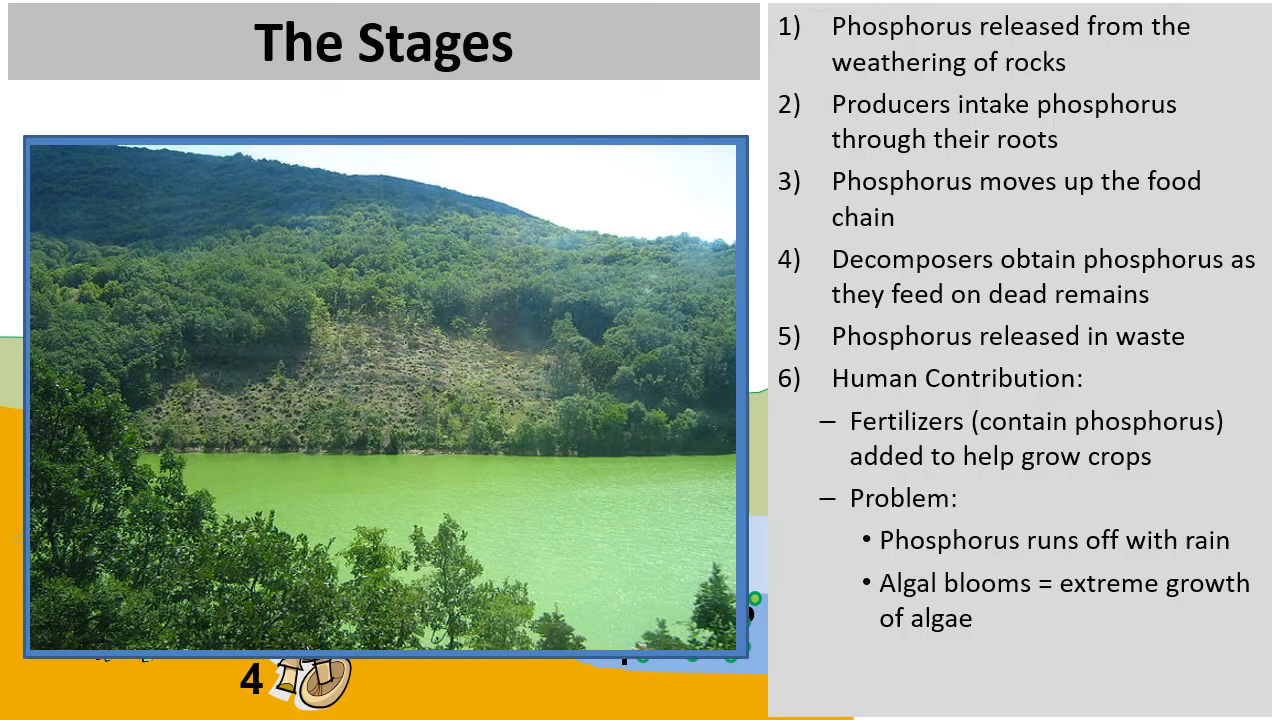 The Stages
1) Phosphorus released from the
weathering of rocks
2) Producers intake phosphorus
through their roots
3) Phosphorus moves up the food
chain
4) Decomposers obtain phosphorus as
they feed on dead remains
5) Phosphorus released in waste
6) Human Contribution:
– Fertilizers (contain phosphorus)
added to help grow crops
– Problem:
• Phosphorus runs off with rain
• Algal blooms = extreme growth
of algae
4